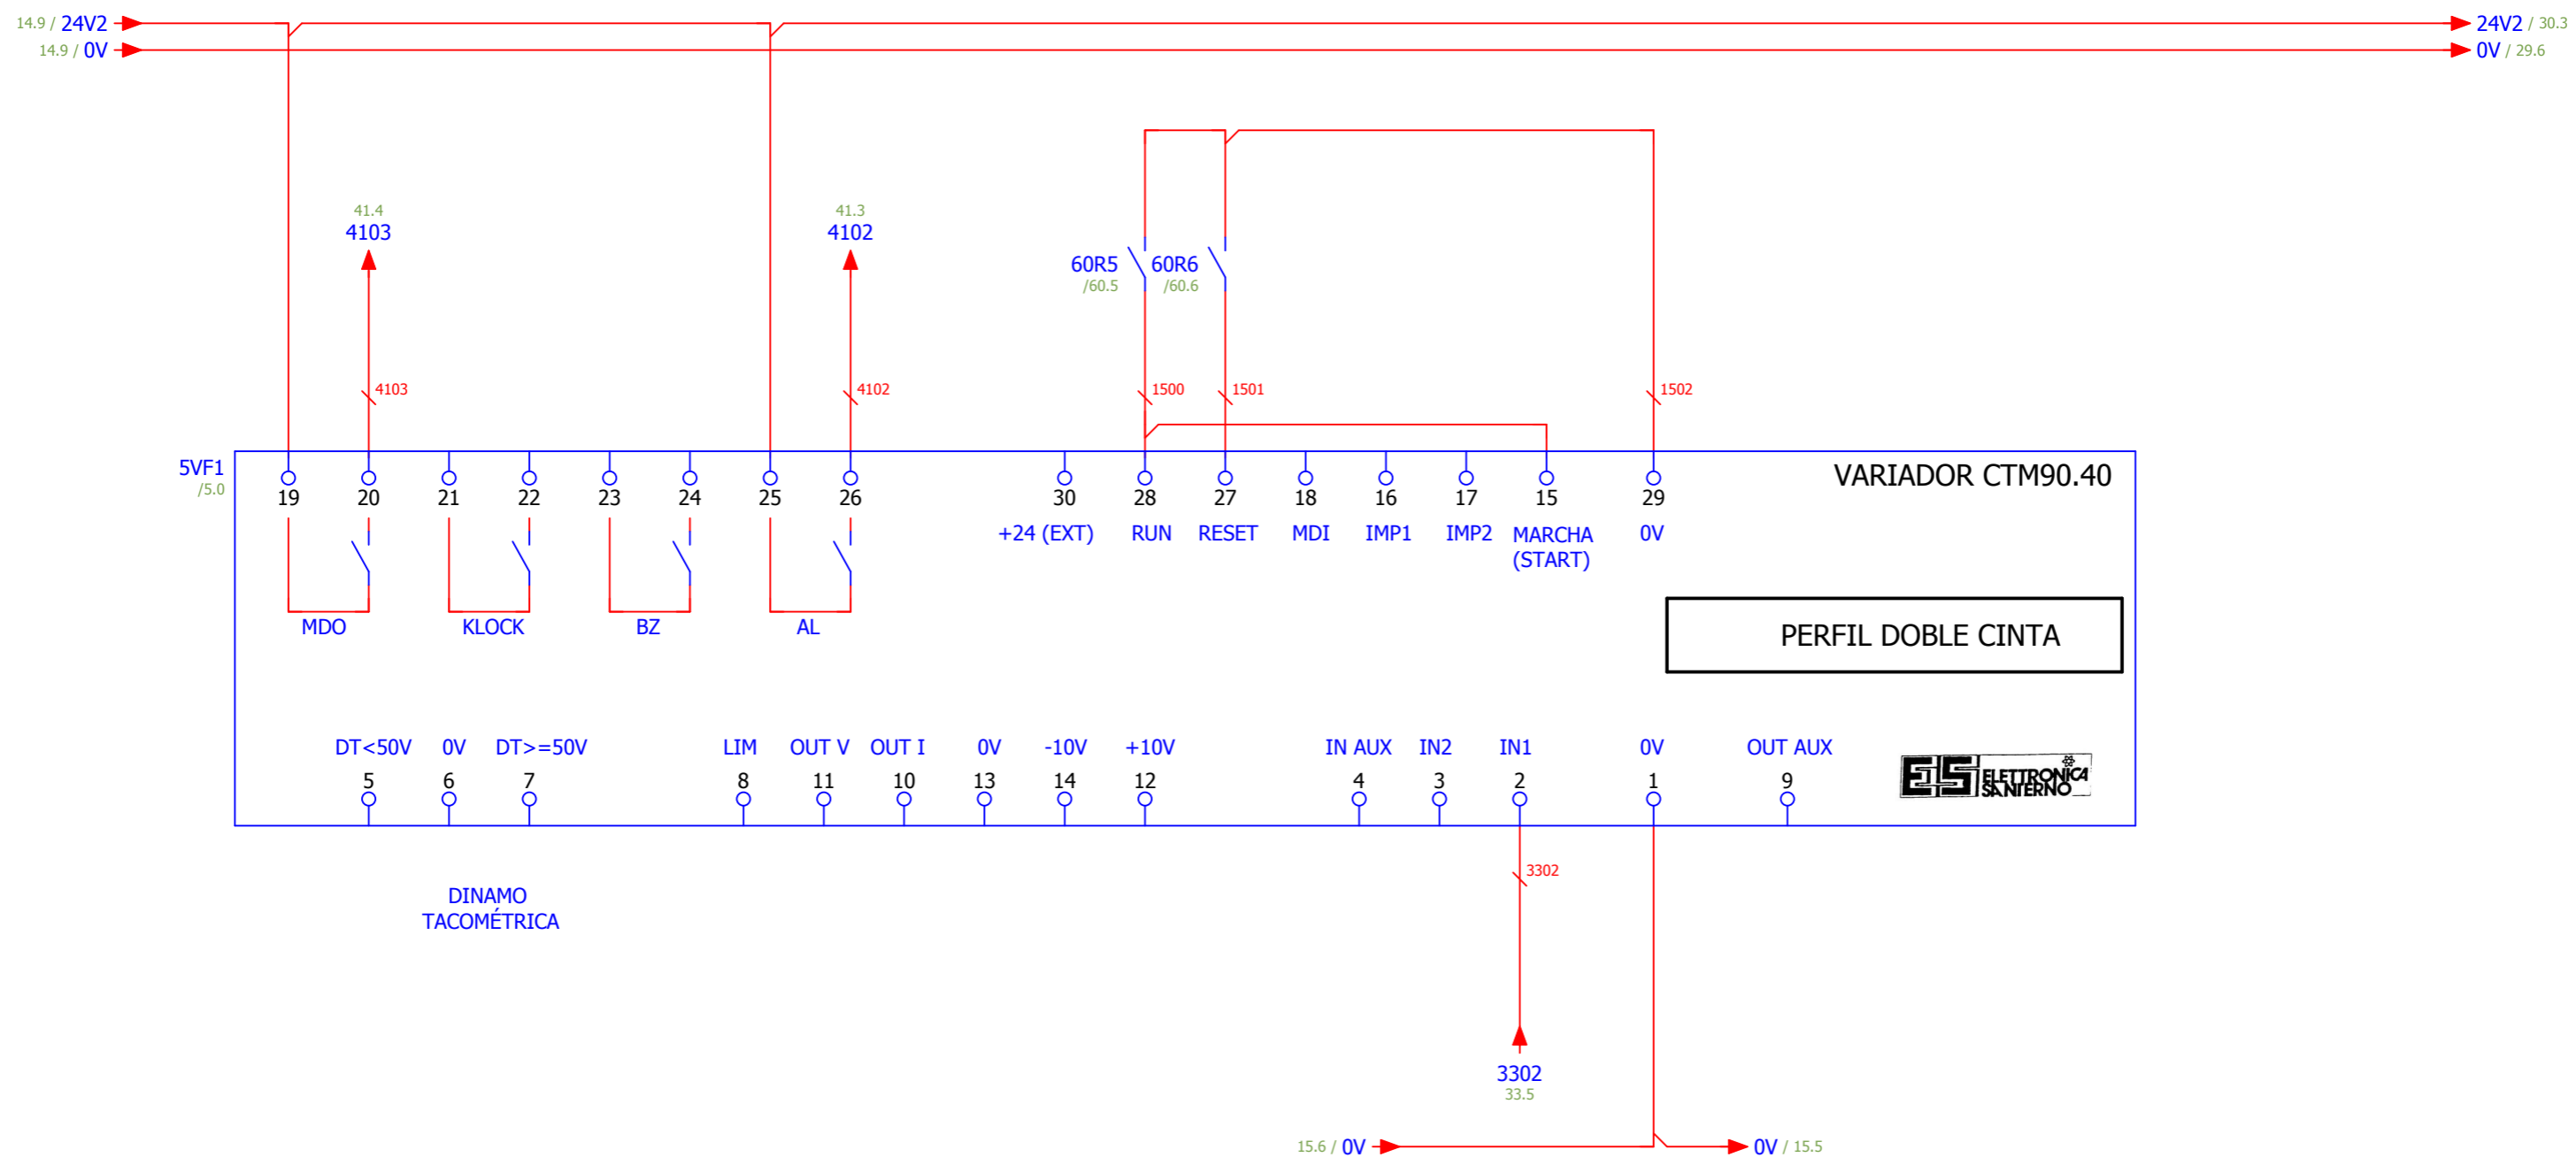 14.9 / 24V2
24V2 / 30.3
14.9 / 0V
0V / 29.6
41.4
4103
41.3
4102
60R5
/60.5
60R6
/60.6
4103
4102
1500
1501
1502
5VF1
/5.0
VARIADOR CTM90.40
19 20 21 22 23 24 25 26 30 28 27 18 16 17 15 29
+24 (EXT) RUN RESET MDI IMP1 IMP2 MARCHA 0V
(START)
MDO KLOCK BZ AL
PERFIL DOBLE CINTA
DT<50V 0V DT>=50V LIM OUT V OUT I 0V -10V +10V IN AUX IN2 IN1 0V OUT AUX
5 6 7 8 11 10 13 14 12 4 3 2 1 9
ES ELETTRONICA
SANTERNO
3302
DINAMO
TACOMÉTRICA
3302
33.5
15.6 / 0V
0V / 15.5